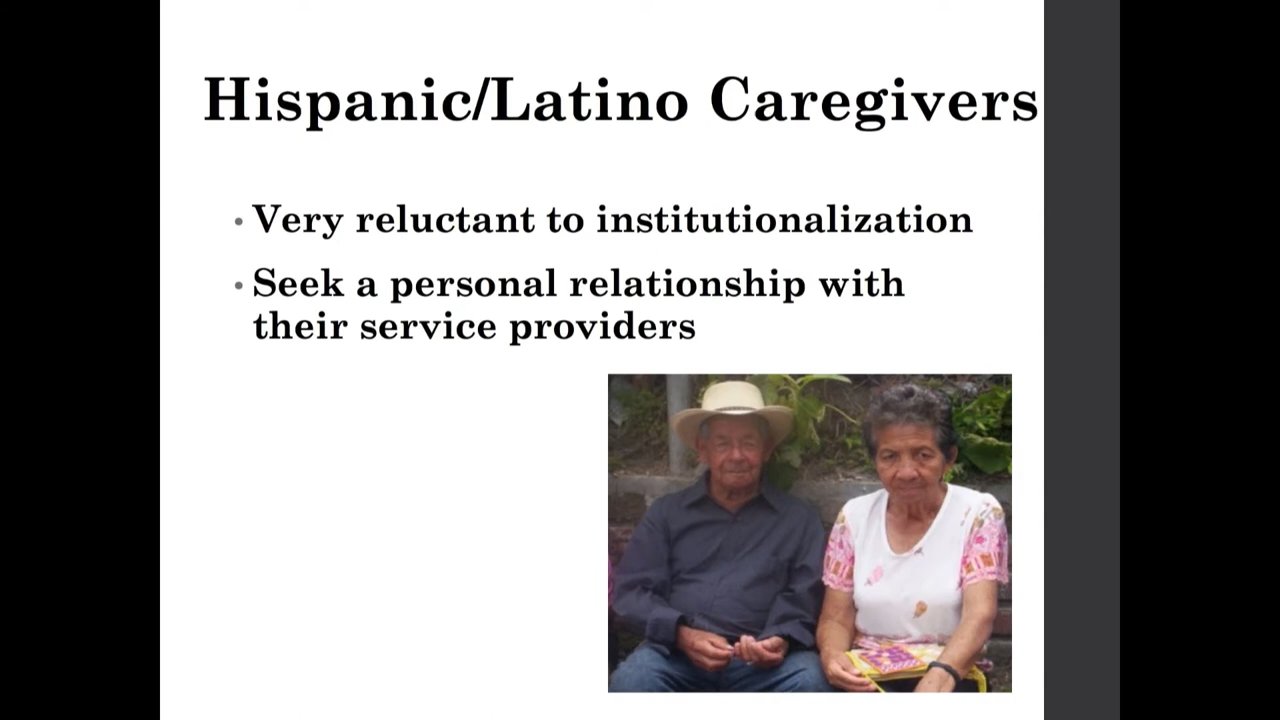 Hispanic/Latino Caregivers
• Very reluctant to institutionalization
• Seek a personal relationship with
their service providers